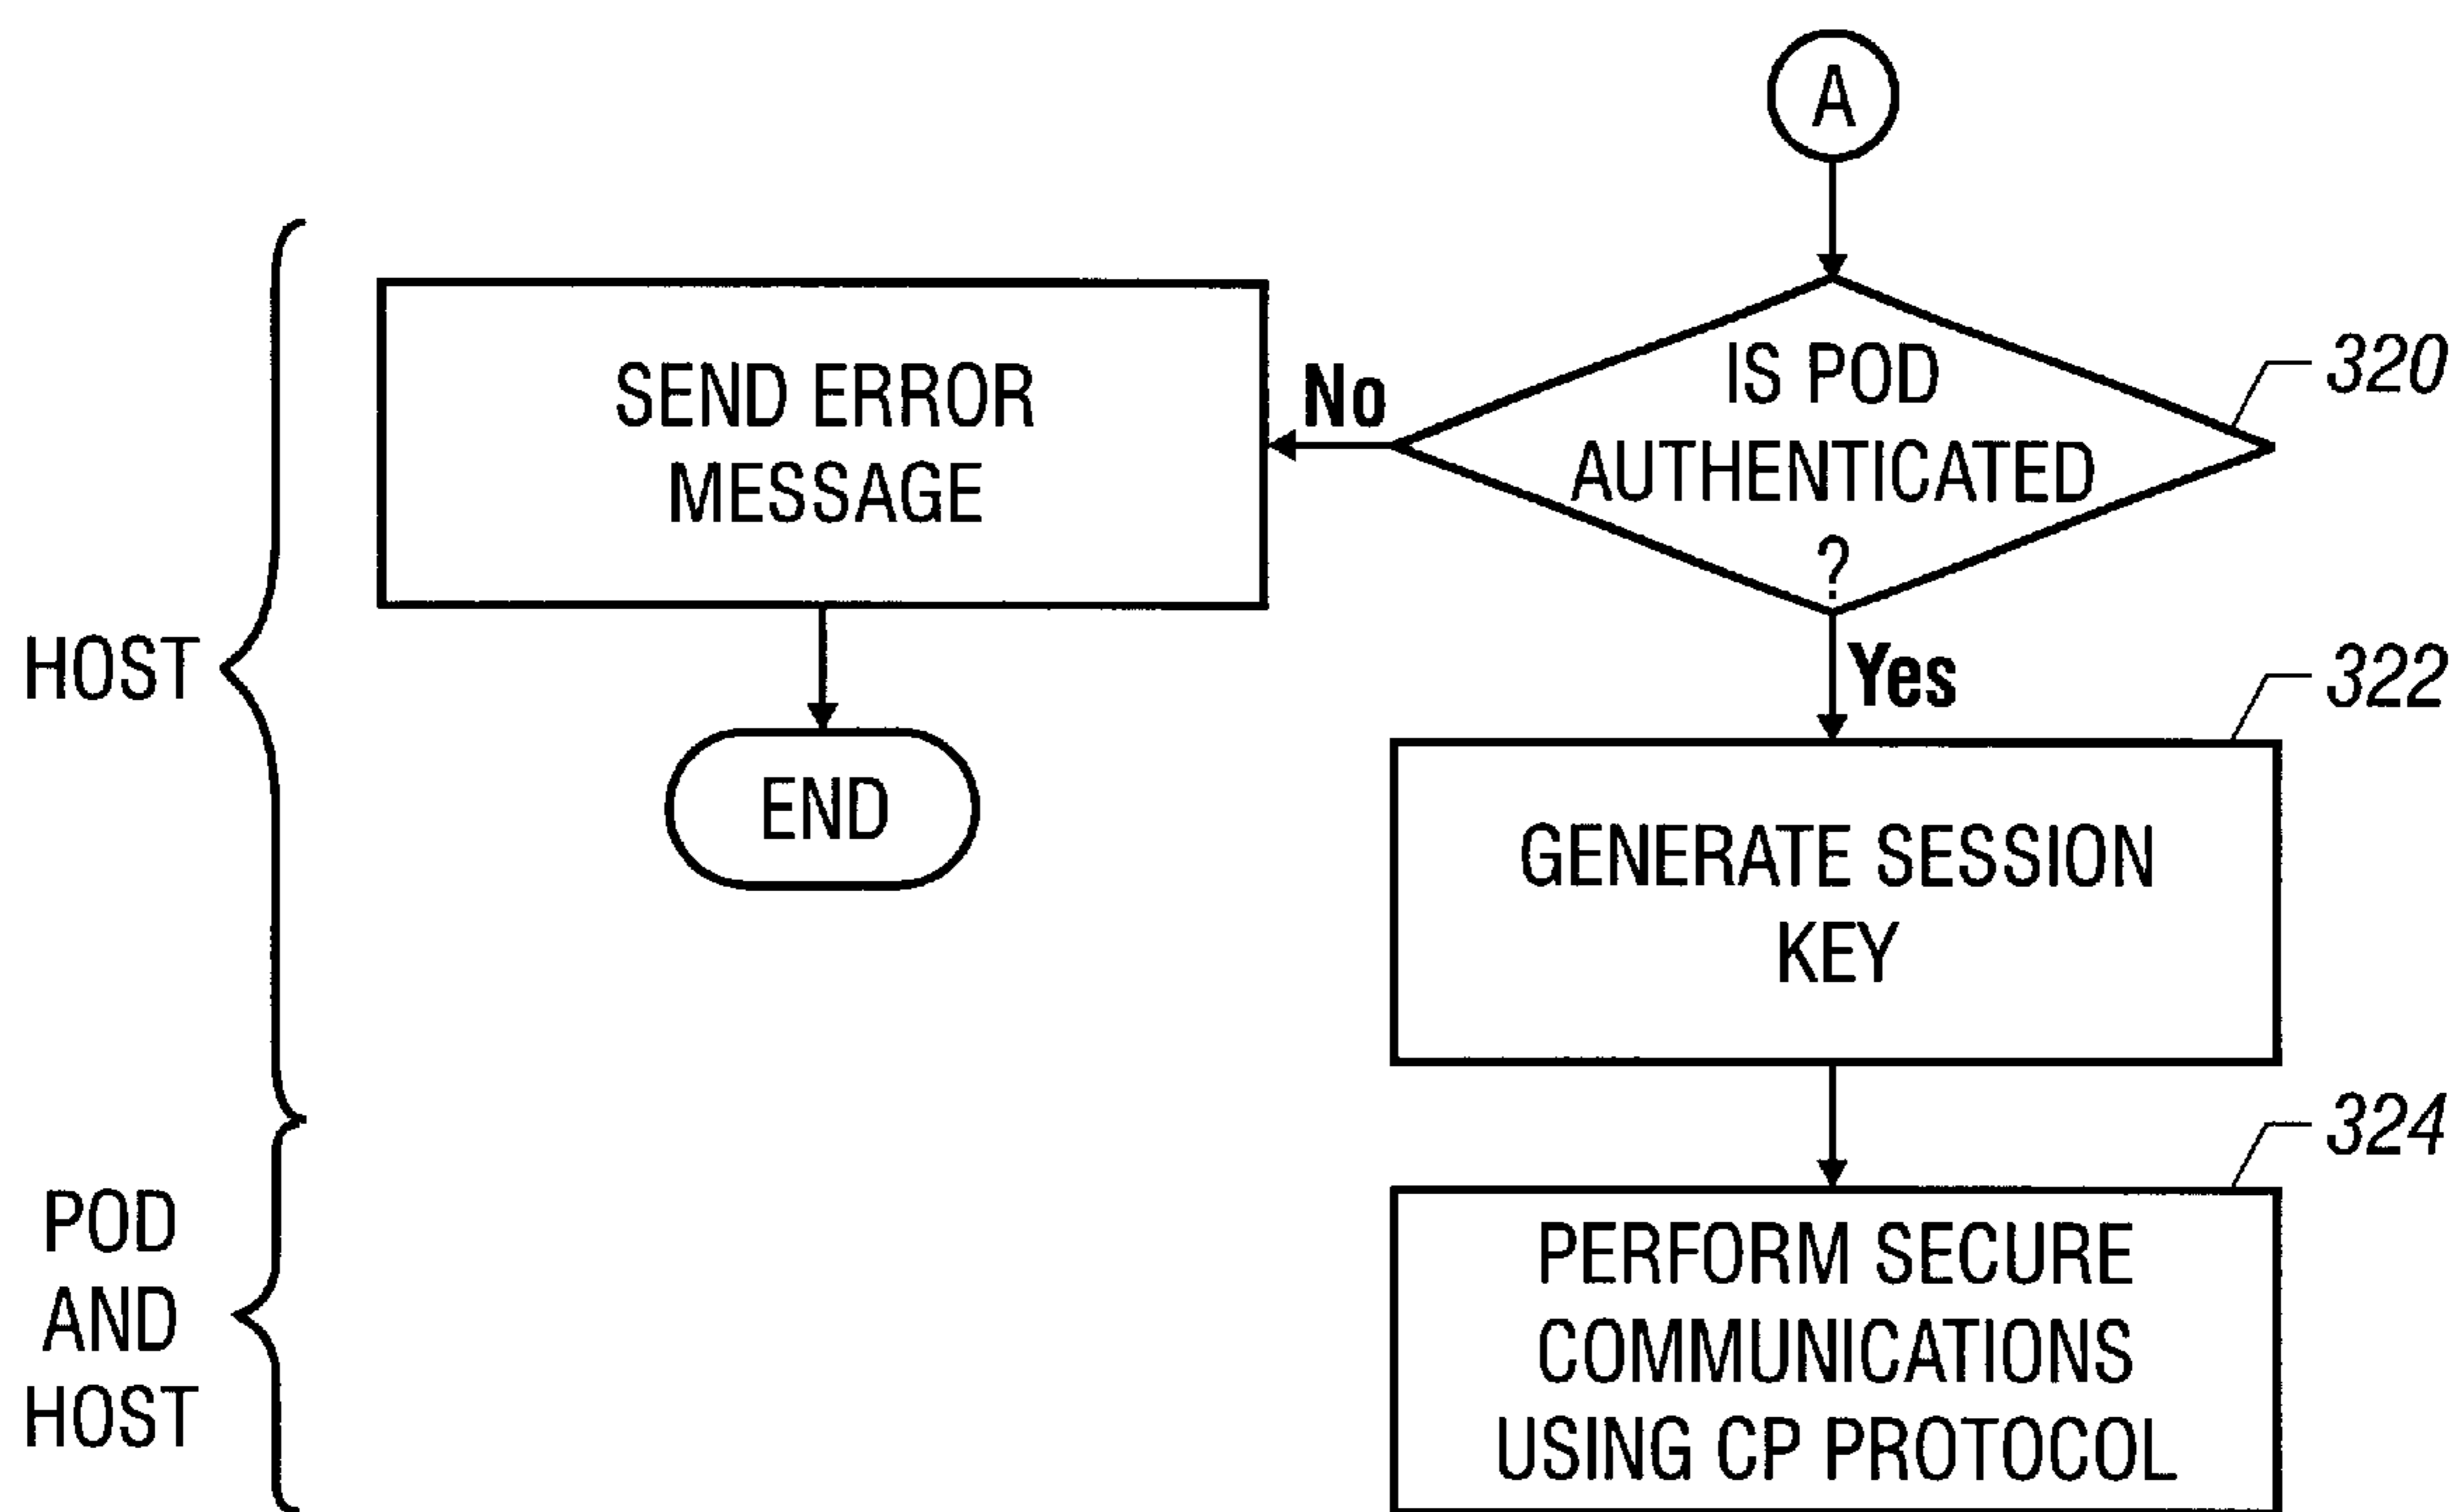 A
IS POD
AUTHENTICATED
?
320
No
SEND ERROR
MESSAGE
HOST
Yes
322
END
GENERATE SESSION
KEY
324
POD
AND
HOST
PERFORM SECURE
COMMUNICATIONS
USING CP PROTOCOL